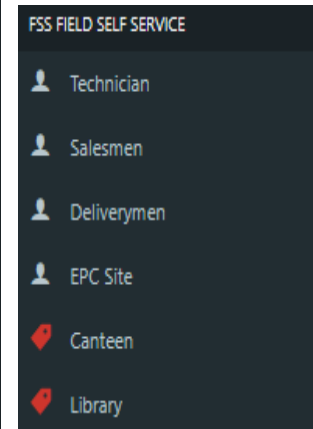 FSS FIELD SELF SERVICE
Technician
Salesmen
Deliverymen
EPC Site
Canteen
Library